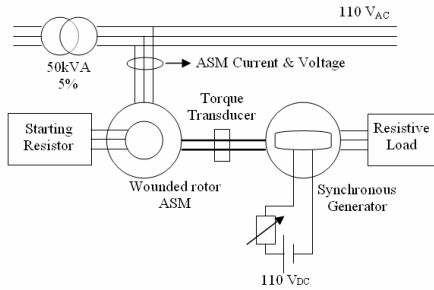 110 VAC
50kVA
5%
ASM Current & Voltage
Torque
Transducer
Starting
Resistor
Resistive
Load
Wounded rotor
ASM
Synchronous
Generator
110 VDC